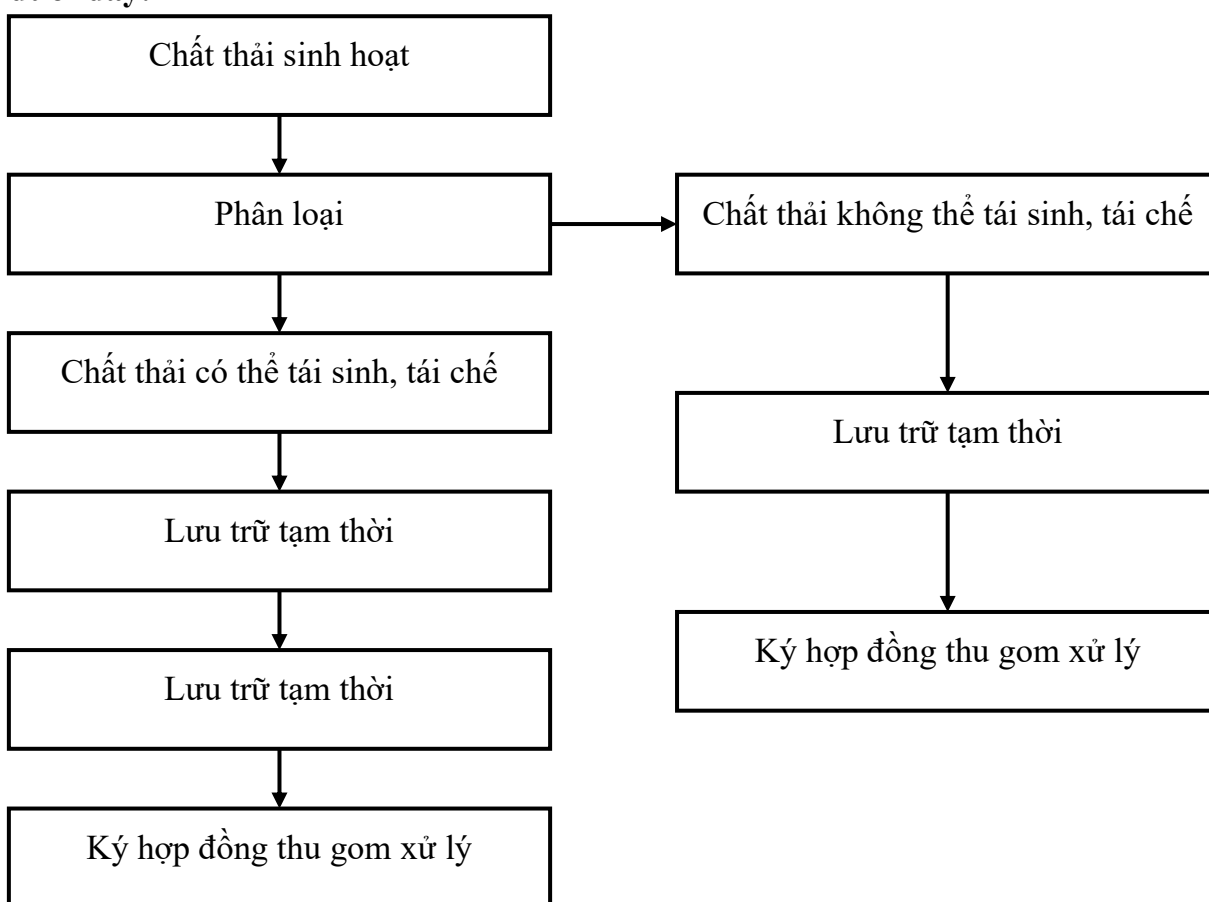 Chất thải sinh hoạt
Phân loại
Chất thải không thể tái sinh, tái chế
Chất thải có thể tái sinh, tái chế
Lưu trữ tạm thời
Lưu trữ tạm thời
Lưu trữ tạm thời
Ký hợp đồng thu gom xử lý
Ký hợp đồng thu gom xử lý